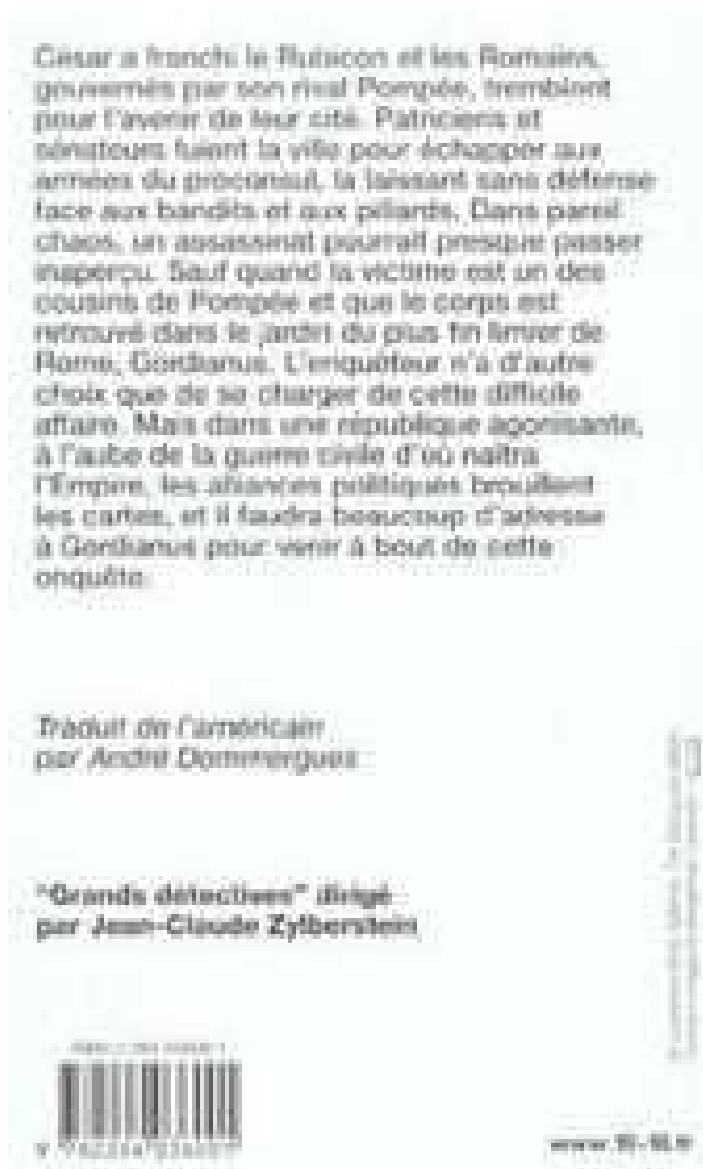 César a franchi le Rubicon et les Romains,
gouvernés par son rival Pompée, tremblent
pour l'avenir de leur cité. Patriciens et
sénateurs fuient la ville pour échapper aux
armées du proconsul, la laissant sans défense
face aux bandits et aux pillards. Dans pareil
chaos, un assassinat pourrait presque passer
inaperçu. Sauf quand la victime est un des
cousins de Pompée et que le corps est
retrouvé dans le jardin du plus fin limier de
Rome, Gordianus. L'enquêteur n'a d'autre
choix que de se charger de cette difficile
affaire. Mais dans une république agonisante,
à l'aube de la guerre civile d'où naîtra
l'Empire, les alliances politiques brouillent
les cartes, et il faudra beaucoup d'adresse
à Gordianus pour venir à bout de cette
enquête.
Traduit de l'américain
par André Dommergues
"Grands détectives" dirigé
par Jean-Claude Zylberstein
www.10-18.fr